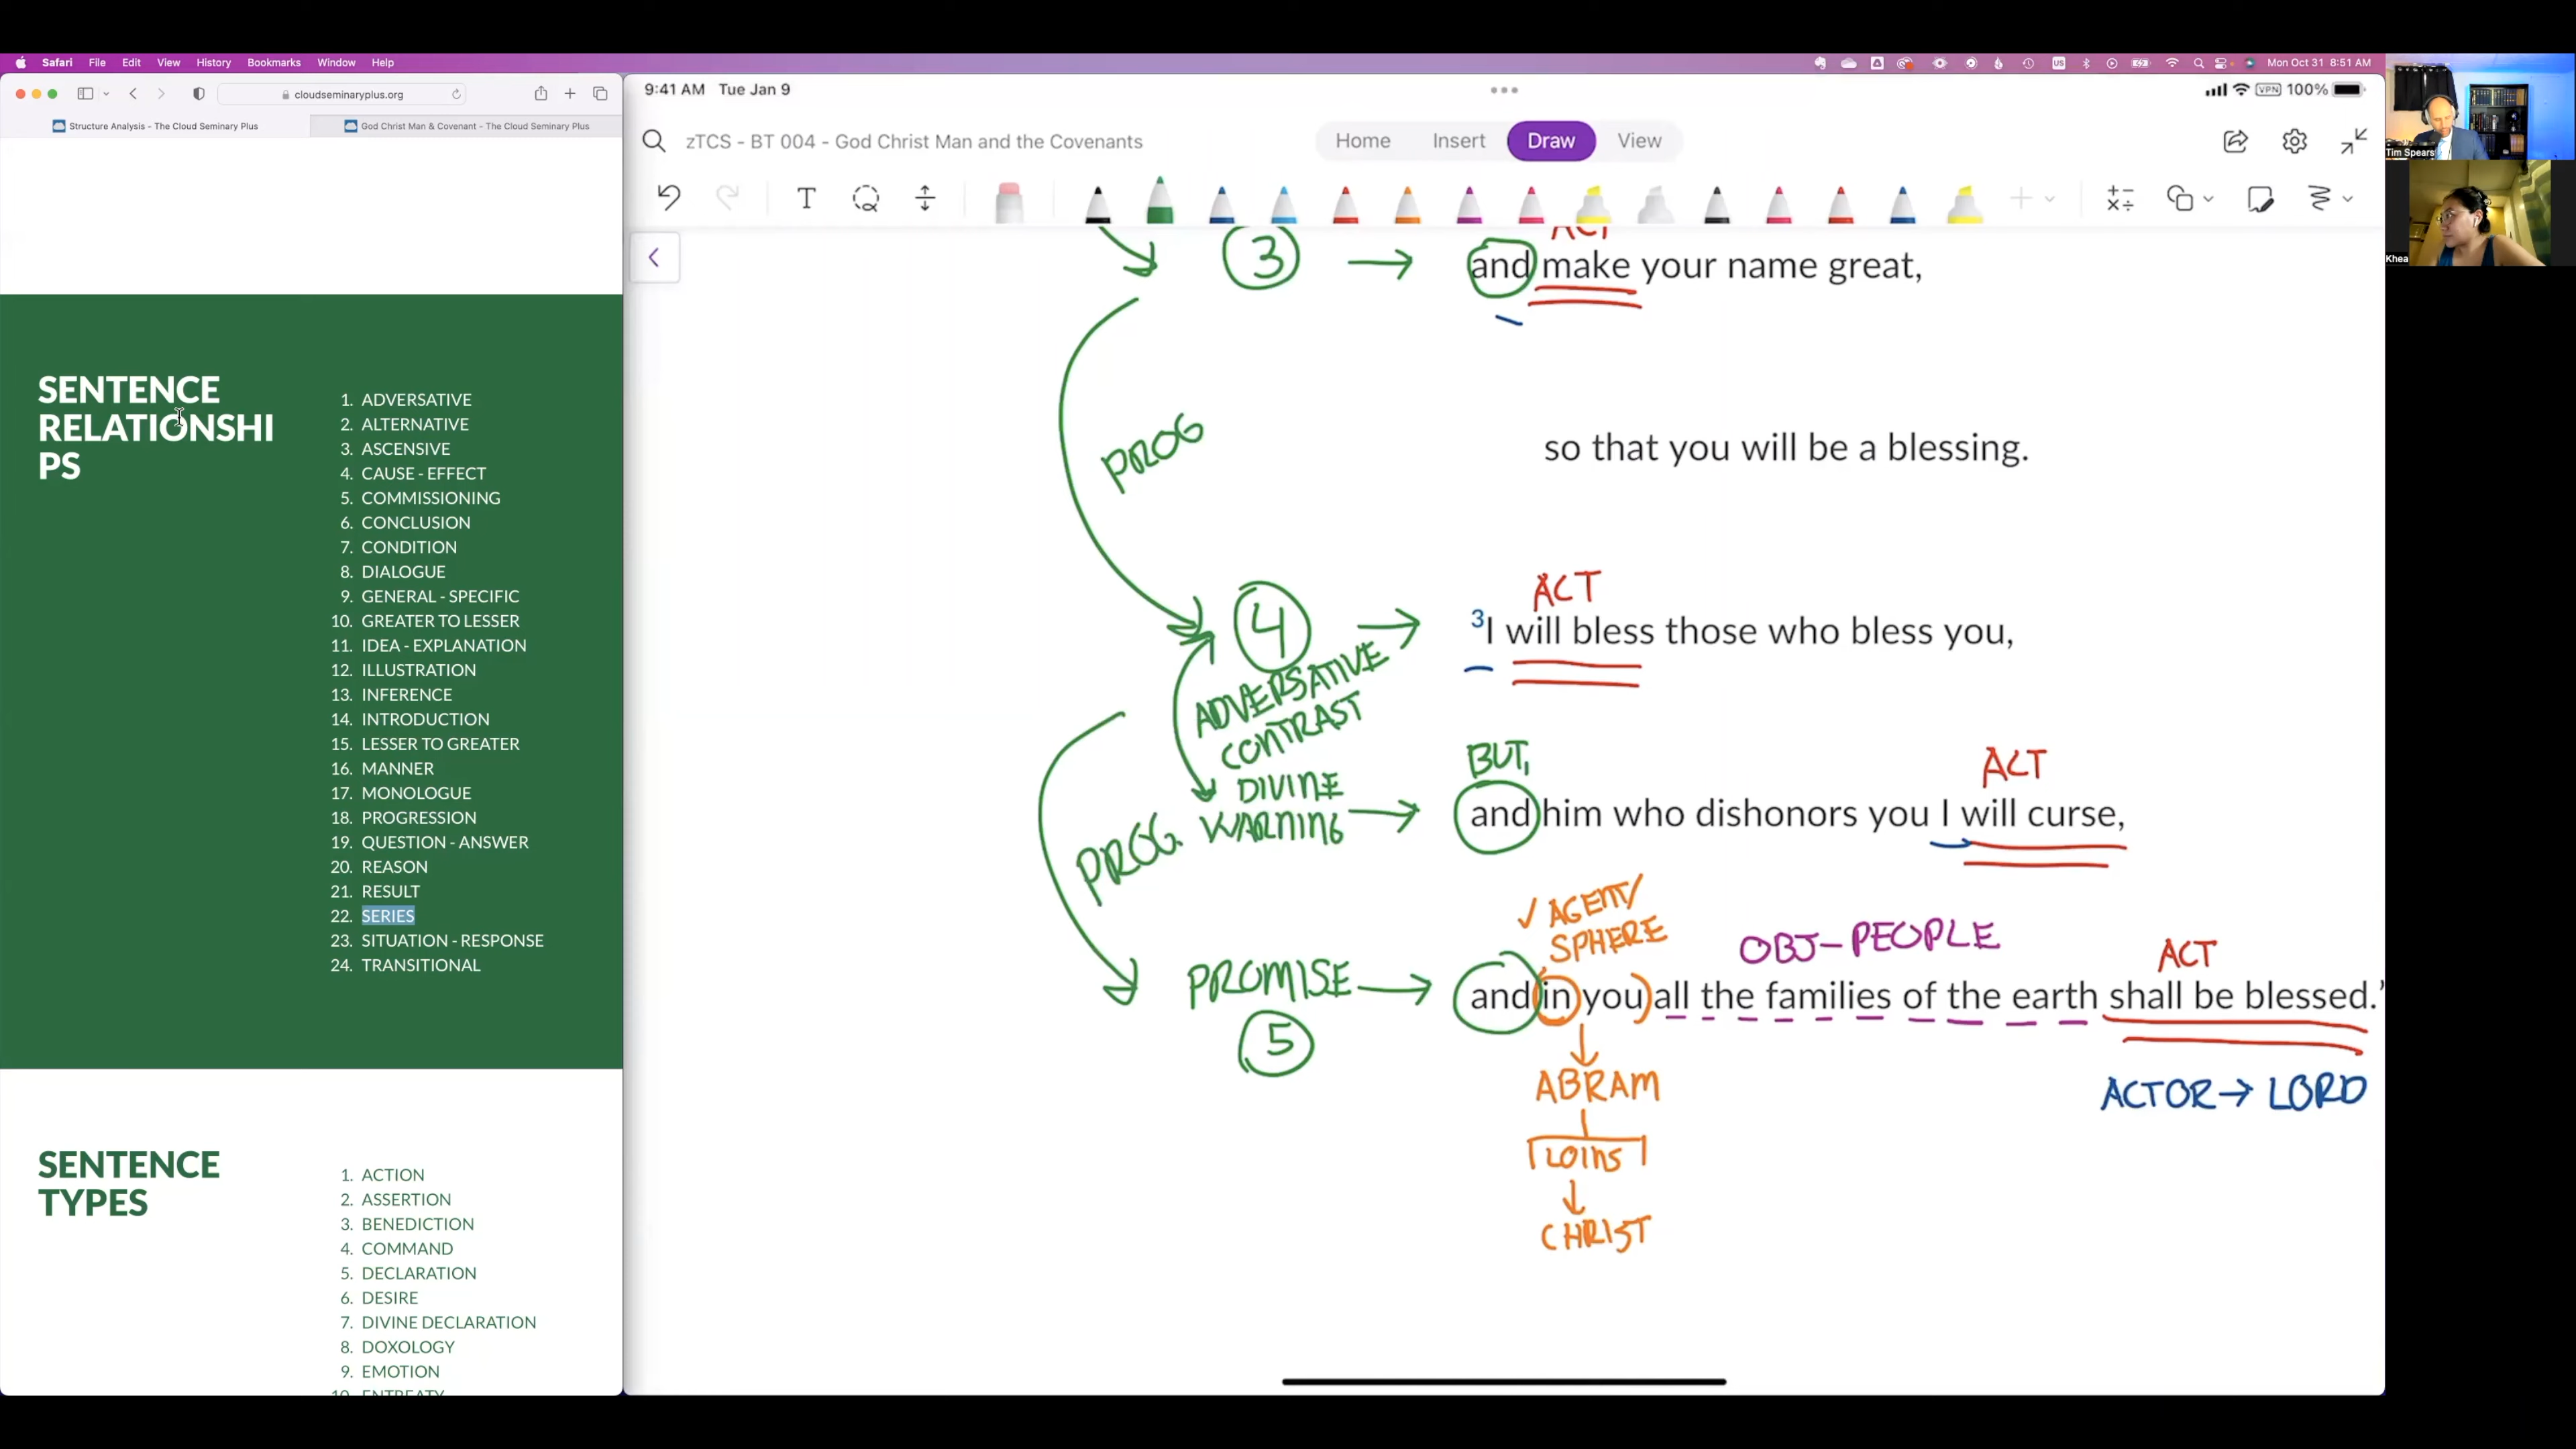 Safari File Edit View History Bookmarks Window Help
Mon Oct 31 8:51 AM
cloudseminaryplus.org
Structure Analysis – The Cloud Seminary Plus
God Christ Man & Covenant – The Cloud Seminary Plus
SENTENCE
RELATIONSHI
PS
1. ADVERSATIVE
2. ALTERNATIVE
3. ASCENSIVE
4. CAUSE - EFFECT
5. COMMISSIONING
6. CONCLUSION
7. CONDITION
8. DIALOGUE
9. GENERAL - SPECIFIC
10. GREATER TO LESSER
11. IDEA - EXPLANATION
12. ILLUSTRATION
13. INFERENCE
14. INTRODUCTION
15. LESSER TO GREATER
16. MANNER
17. MONOLOGUE
18. PROGRESSION
19. QUESTION - ANSWER
20. REASON
21. RESULT
22. SERIES
23. SITUATION - RESPONSE
24. TRANSITIONAL
SENTENCE
TYPES
1. ACTION
2. ASSERTION
3. BENEDICTION
4. COMMAND
5. DECLARATION
6. DESIRE
7. DIVINE DECLARATION
8. DOXOLOGY
9. EMOTION
10. ENTREATY
9:41 AM Tue Jan 9
VPN 100%
zTCS - BT 004 - God Christ Man and the Covenants
Home Insert Draw View
ACT
3 and make your name great,
PROG
so that you will be a blessing.
ACT
4 3 I will bless those who bless you,
ADVERSATIVE
CONTRAST
BUT,
ACT
DIVINE
WARNING and him who dishonors you I will curse,
PROG.
AGENT/
SPHERE
OBJ-PEOPLE
ACT
PROMISE and in you all the families of the earth shall be blessed.”
5
ABRAM
ACTOR → LORD
LOINS
CHRIST
Tim Spears
Khea